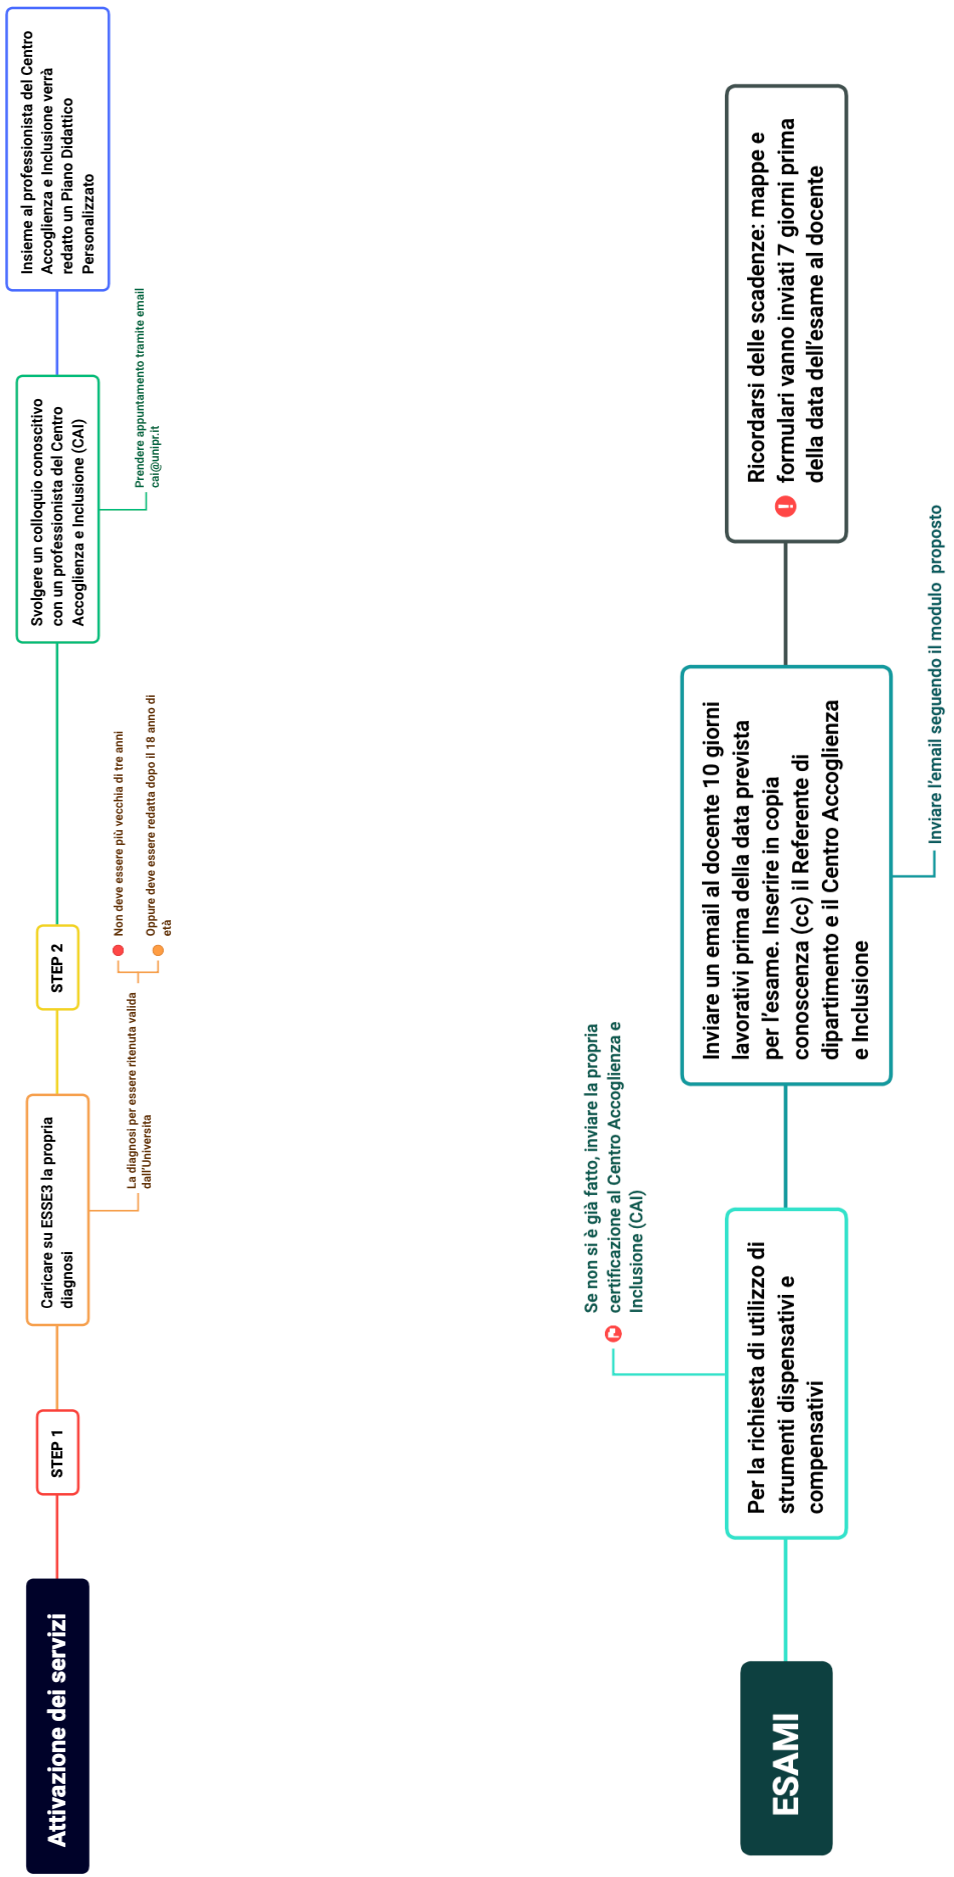 Attivazione dei servizi
STEP 1
Caricare su ESSE3 la propria
diagnosi
La diagnosi per essere ritenuta valida
dall'Universita
Non deve essere più vecchia di tre anni
Oppure deve essere redatta dopo il 18 anno di
età
STEP 2
Svolgere un colloquio conoscitivo
con un professionista del Centro
Accoglienza e Inclusione (CAI)
Prendere appuntamento tramite email
cai@unipr.it
Insieme al professionista del Centro
Accoglienza e Inclusione verrà
redatto un Piano Didattico
Personalizzato
ESAMI
Per la richiesta di utilizzo di
strumenti dispensativi e
compensativi
Se non si è già fatto, inviare la propria
certificazione al Centro Accoglienza e
Inclusione (CAI)
Inviare un email al docente 10 giorni
lavorativi prima della data prevista
per l'esame. Inserire in copia
conoscenza (cc) il Referente di
dipartimento e il Centro Accoglienza
e Inclusione
Inviare l'email seguendo il modulo proposto
Ricordarsi delle scadenze: mappe e
formulari vanno inviati 7 giorni prima
della data dell'esame al docente